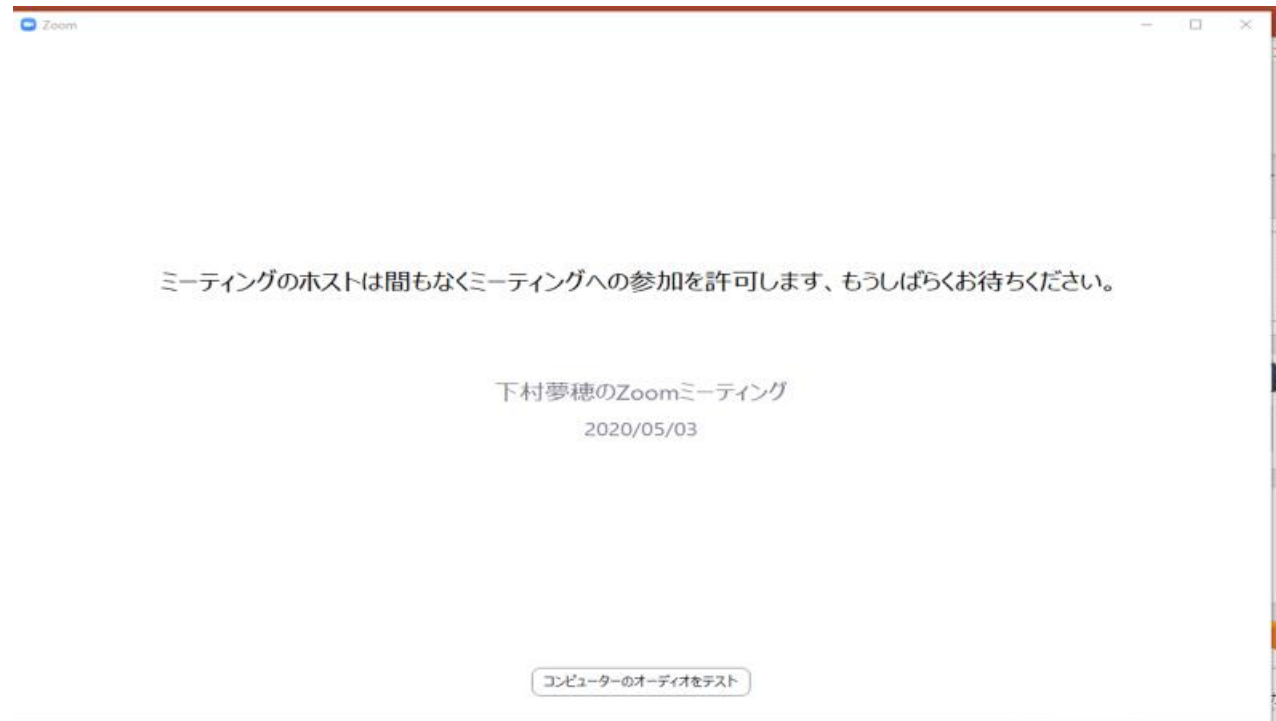 Zoom
ミーティングのホストは間もなくミーティングへの参加を許可します、もうしばらくお待ちください。
下村夢穂のZoomミーティング
2020/05/03
コンピューターのオーディオをテスト